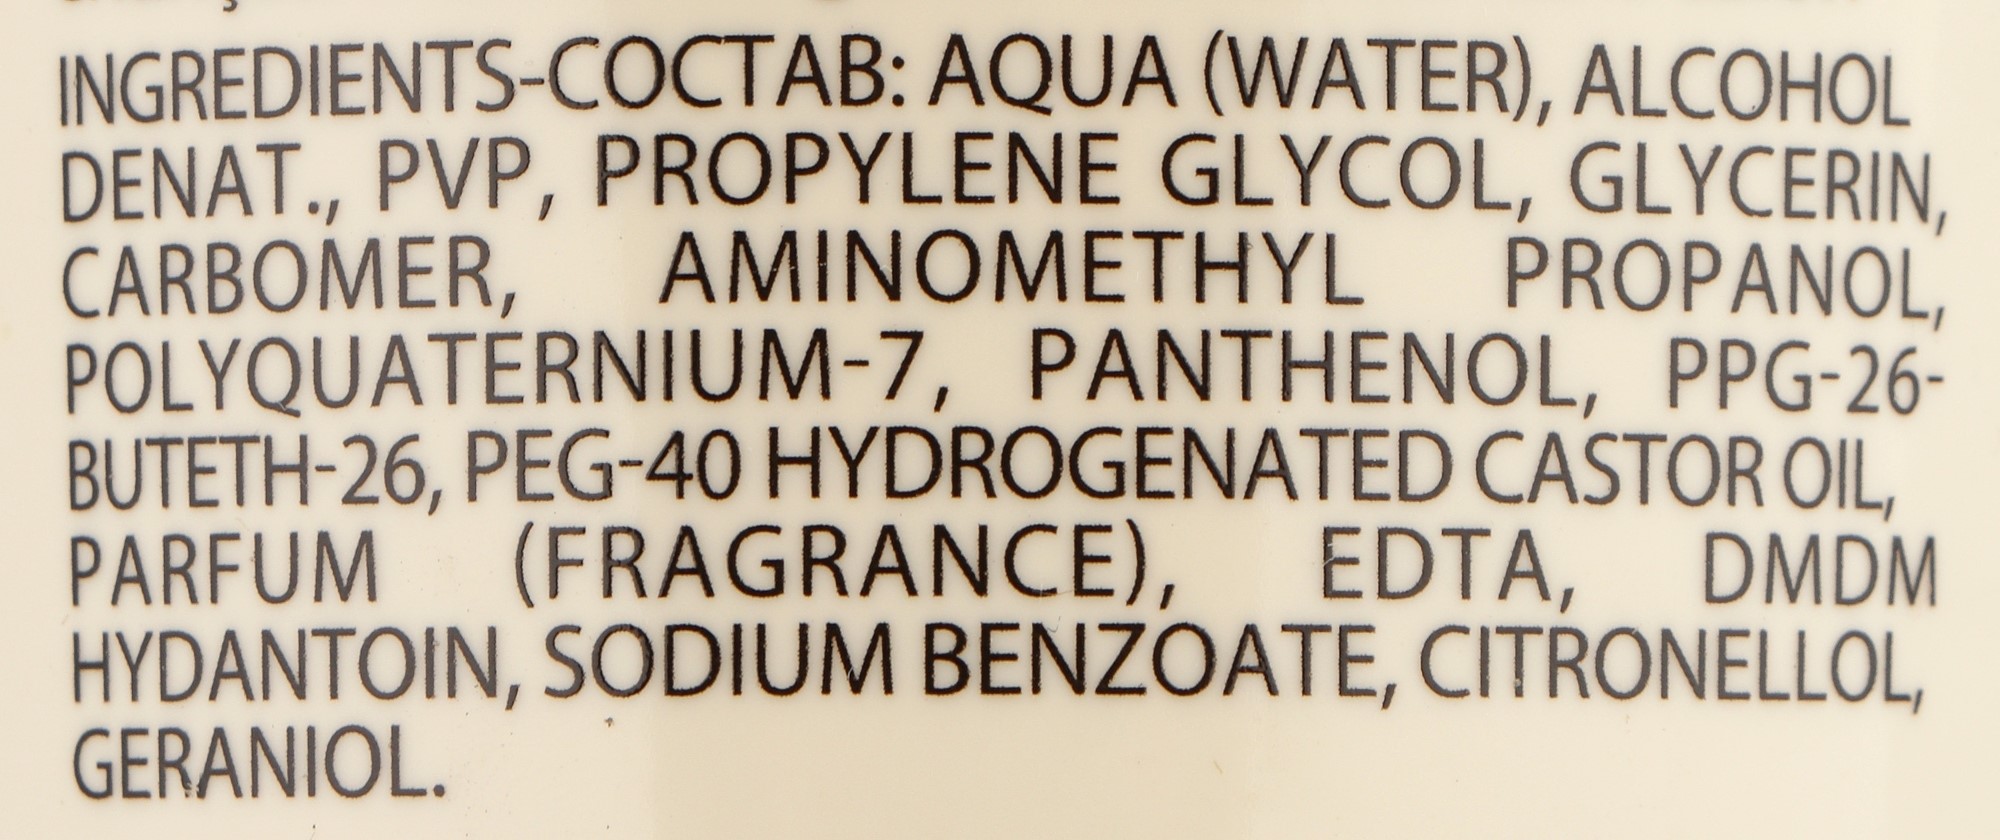 INGREDIENTS-СОСТАВ: AQUA (WATER), ALCOHOL
DENAT., PVP, PROPYLENE GLYCOL, GLYCERIN,
CARBOMER, AMINOMETHYL PROPANOL,
POLYQUATERNIUM-7, PANTHENOL, PPG-26-
BUTETH-26, PEG-40 HYDROGENATED CASTOR OIL,
PARFUM (FRAGRANCE), EDTA, DMDM
HYDANTOIN, SODIUM BENZOATE, CITRONELLOL,
GERANIOL.